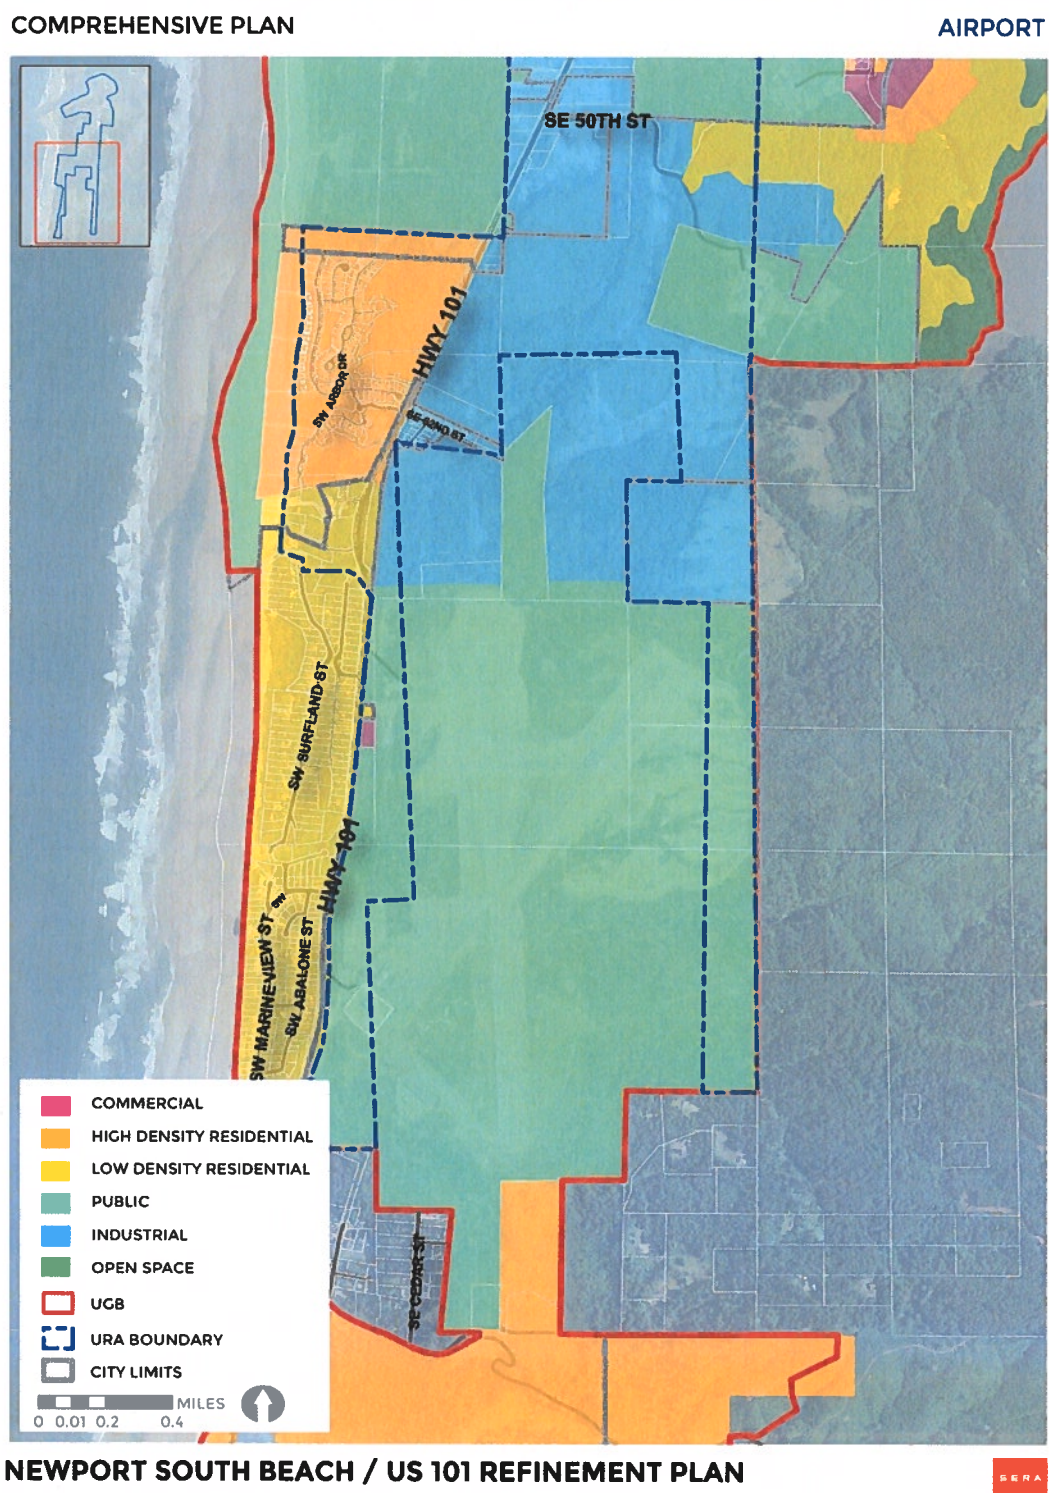 COMPREHENSIVE PLAN
AIRPORT
SE 50TH ST
HWY 101
SW ARBOR DR
SE 62ND ST
SW SURFLAND ST
HWY 101
SW
SW MARINE VIEW ST
SW ABALONE ST
SE CEDAR ST
COMMERCIAL
HIGH DENSITY RESIDENTIAL
LOW DENSITY RESIDENTIAL
PUBLIC
INDUSTRIAL
OPEN SPACE
UGB
URA BOUNDARY
CITY LIMITS
MILES
0 0.01 0.2 0.4
NEWPORT SOUTH BEACH / US 101 REFINEMENT PLAN
SERA